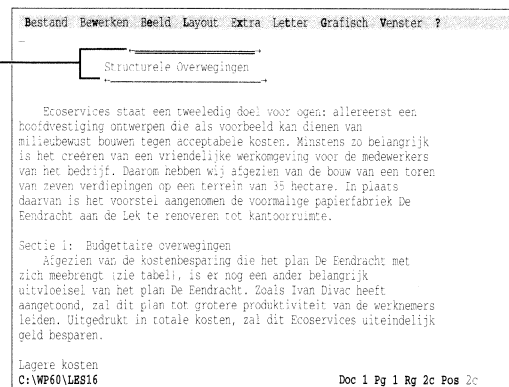 Bestand Bewerken Beeld Layout Extra Letter Grafisch Venster ?
Structurele Overwegingen
Ecoservices staat een tweeledig doel voor ogen: allereerst een
hoofdvestiging ontwerpen die als voorbeeld kan dienen van
milieubewust bouwen tegen acceptabele kosten. Minstens zo belangrijk
is het creëren van een vriendelijke werkomgeving voor de medewerkers
van het bedrijf. Daarom hebben wij afgezien van de bouw van een toren
van zeven verdiepingen op een terrein van 35 hectare. In plaats
daarvan is het voorstel aangenomen de voormalige papierfabriek De
Eendracht aan de Lek te renoveren tot kantoorruimte.
Sectie 1: Budgettaire overwegingen
Afgezien van de kostenbesparing die het plan De Eendracht met
zich meebrengt (zie tabel), is er nog een ander belangrijk
uitvloeisel van het plan De Eendracht. Zoals Ivan Divac heeft
aangetoond, zal dit plan tot grotere produktiviteit van de werknemers
leiden. Uitgedrukt in totale kosten, zal dit Ecoservices uiteindelijk
geld besparen.
Lagere kosten
C:\WP60\LES16 Doc 1 Pg 1 Rg 2c Pos 2c